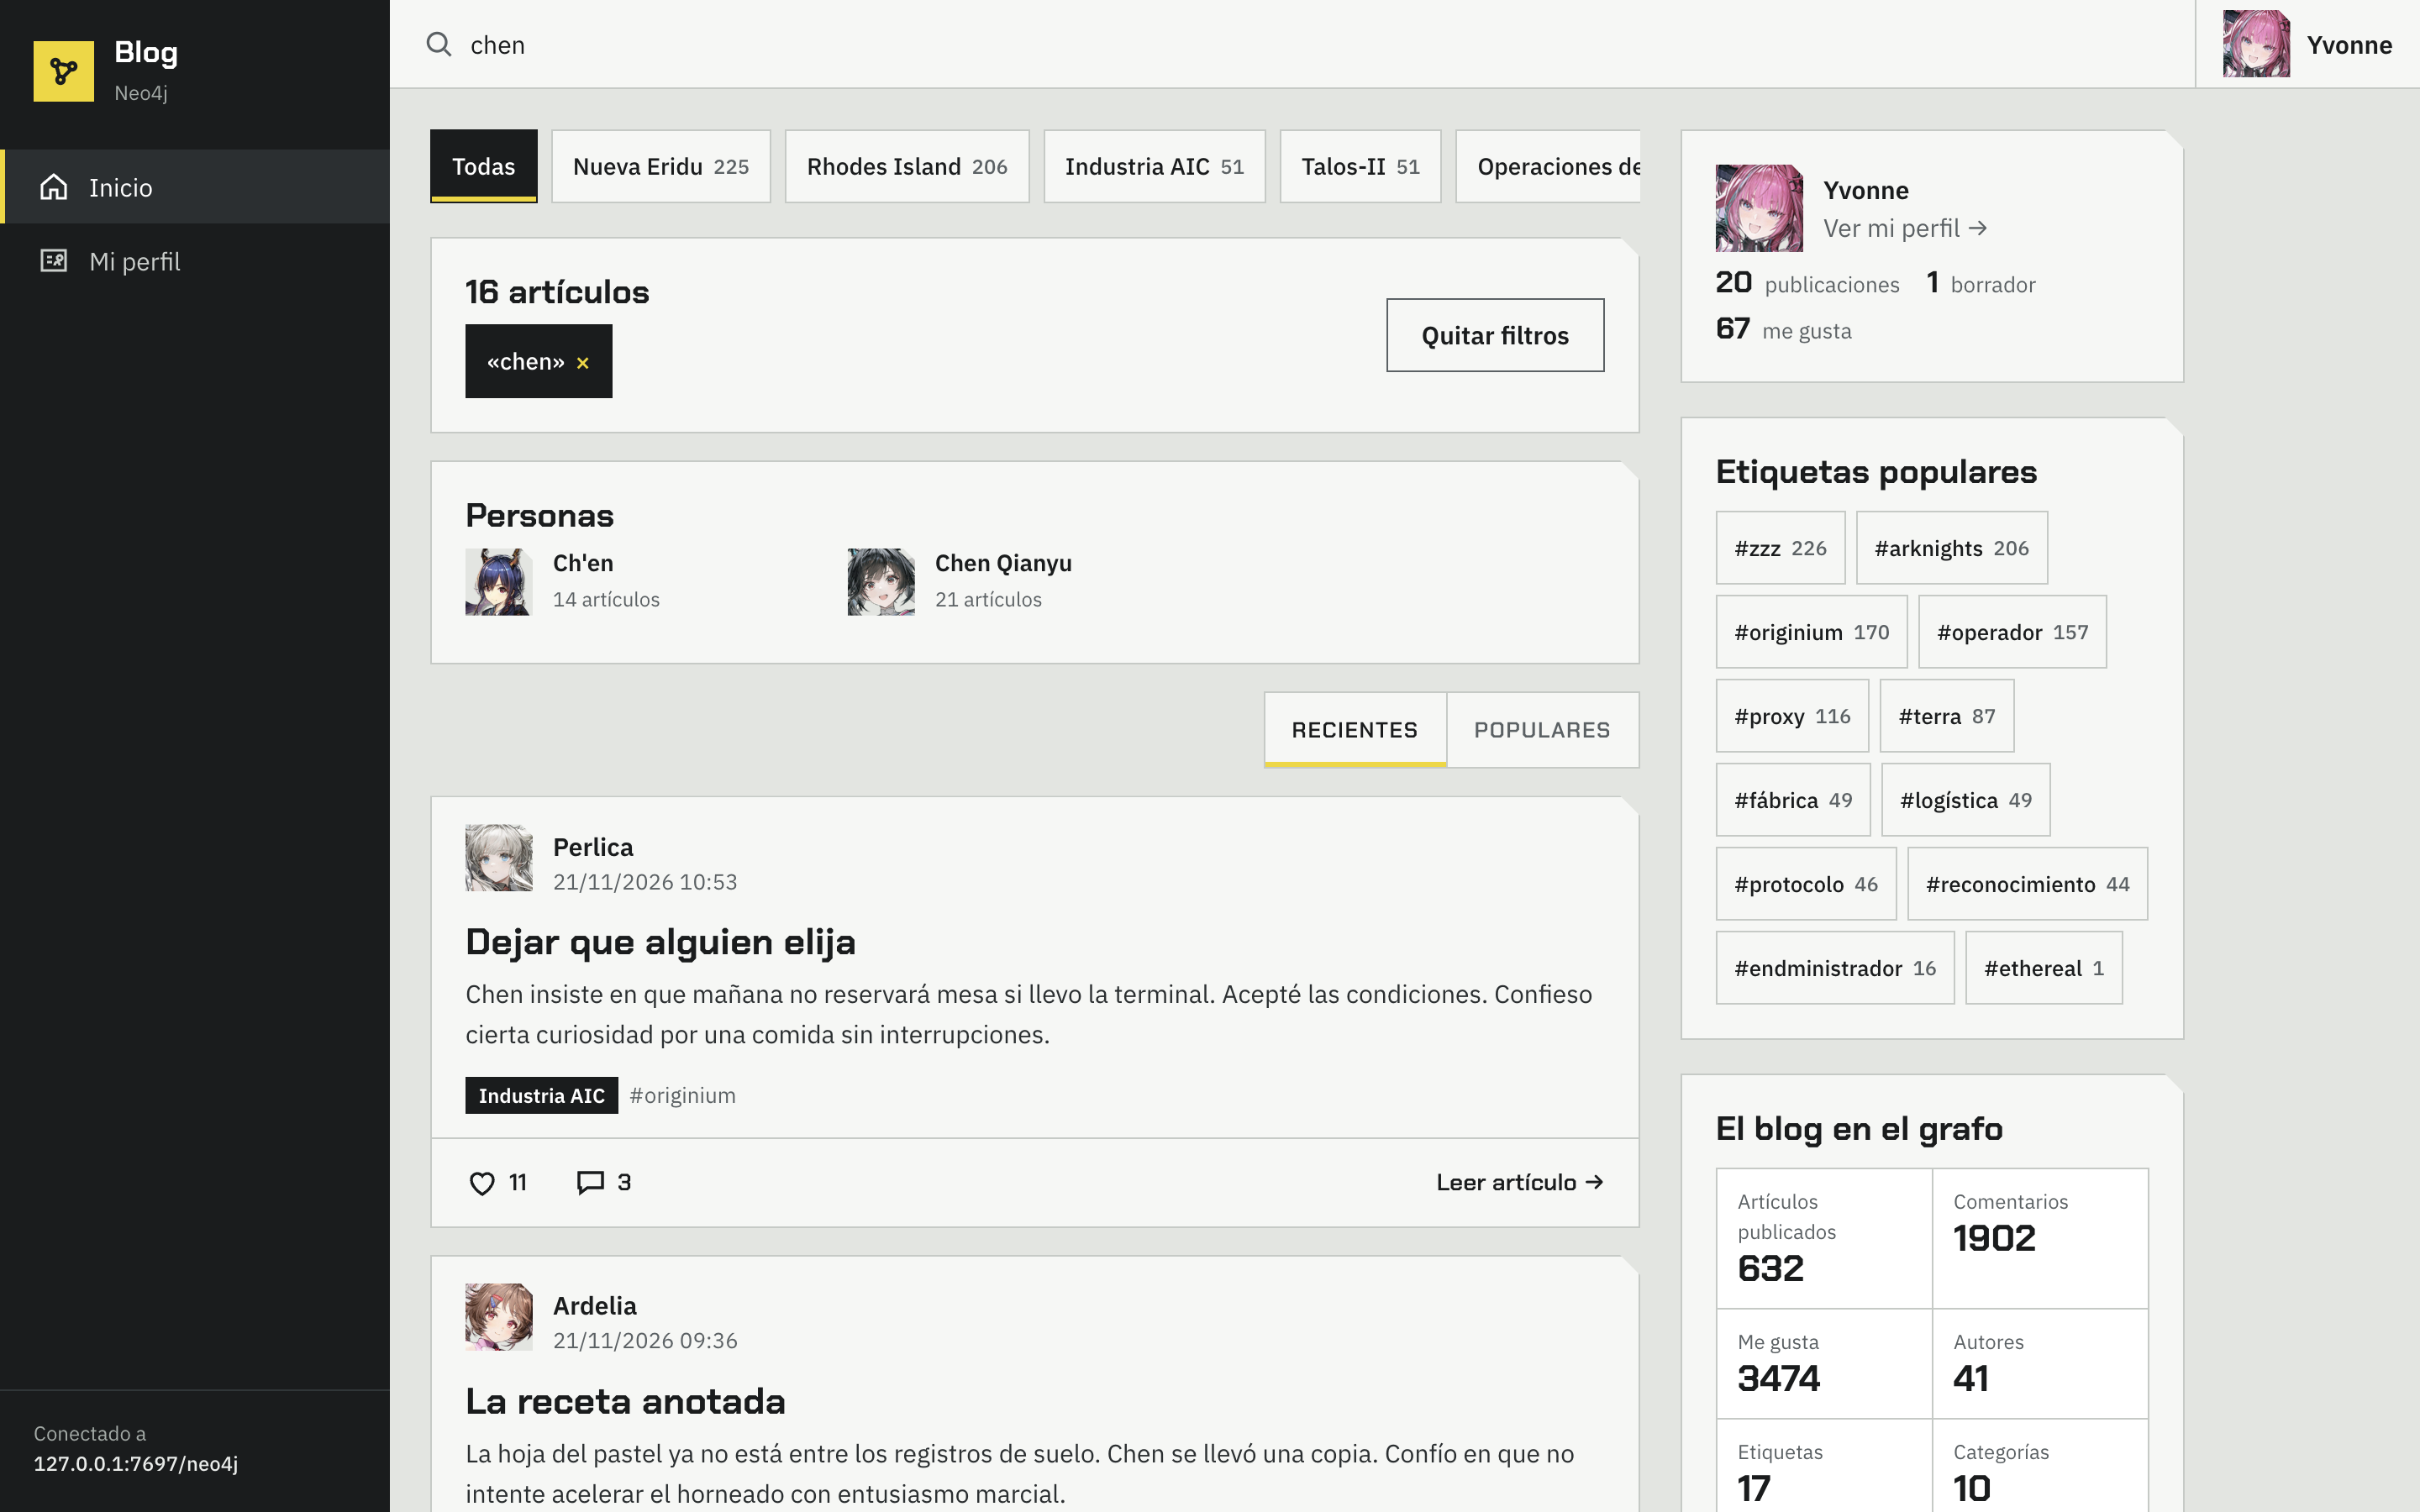 Blog
Neo4j
Inicio
Mi perfil
Conectado a
127.0.0.1:7697/neo4j
chen
Yvonne
Todas
Nueva Eridu 225
Rhodes Island 206
Industria AIC 51
Talos-II 51
Operaciones de
16 artículos
«chen» ×
Quitar filtros
Personas
Ch'en
14 artículos
Chen Qianyu
21 artículos
RECIENTES
POPULARES
Perlica
21/11/2026 10:53
Dejar que alguien elija
Chen insiste en que mañana no reservará mesa si llevo la terminal. Acepté las condiciones. Confieso
cierta curiosidad por una comida sin interrupciones.
Industria AIC #originium
11
3
Leer artículo →
Ardelia
21/11/2026 09:36
La receta anotada
La hoja del pastel ya no está entre los registros de suelo. Chen se llevó una copia. Confío en que no
intente acelerar el horneado con entusiasmo marcial.
Yvonne
Ver mi perfil →
20 publicaciones 1 borrador
67 me gusta
Etiquetas populares
#zzz 226
#arknights 206
#originium 170
#operador 157
#proxy 116
#terra 87
#fábrica 49
#logística 49
#protocolo 46
#reconocimiento 44
#endministrador 16
#ethereal 1
El blog en el grafo
Artículos
publicados
632
Comentarios
1902
Me gusta
3474
Autores
41
Etiquetas
17
Categorías
10